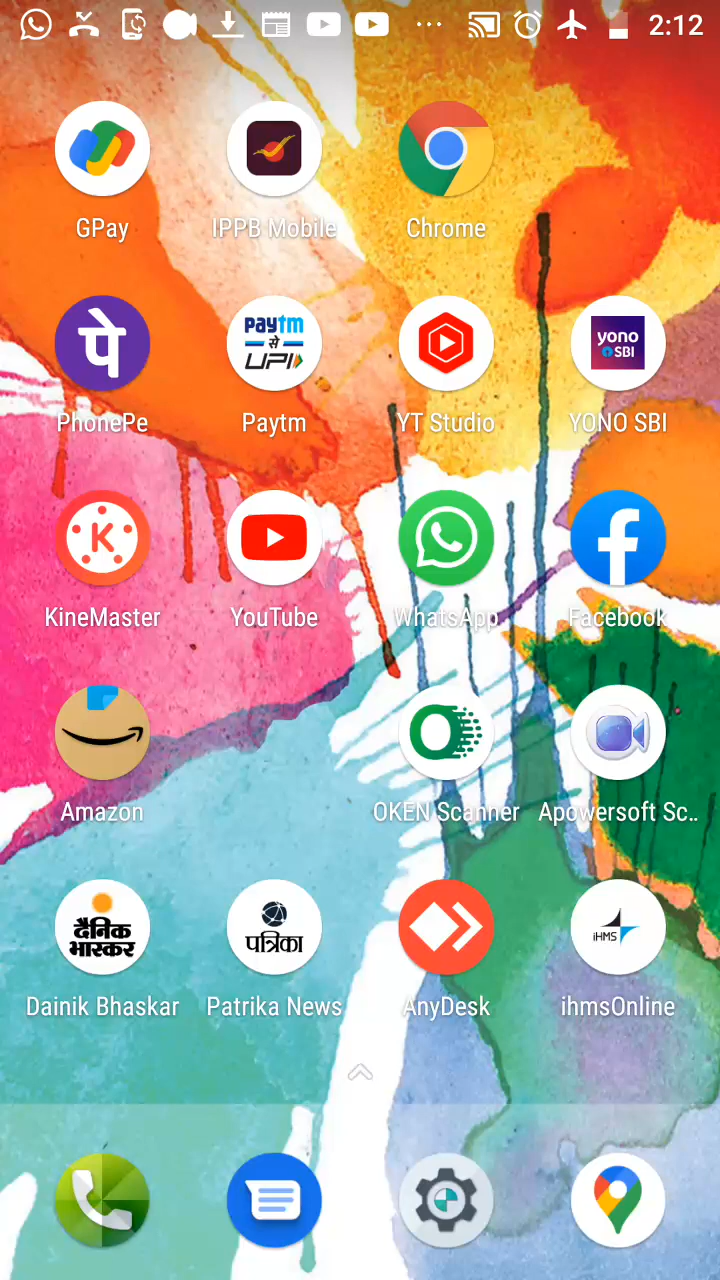 2:12
GPay
IPPB Mobile
Chrome
पे
paytm
से
UPI
yono
SBI
PhonePe
Paytm
YT Studio
YONO SBI
K
KineMaster
YouTube
WhatsApp
Facebook
Amazon
OKEN Scanner
Apowersoft Sc..
दैनिक
भास्कर
पत्रिका
iHMS
Dainik Bhaskar
Patrika News
AnyDesk
ihmsOnline